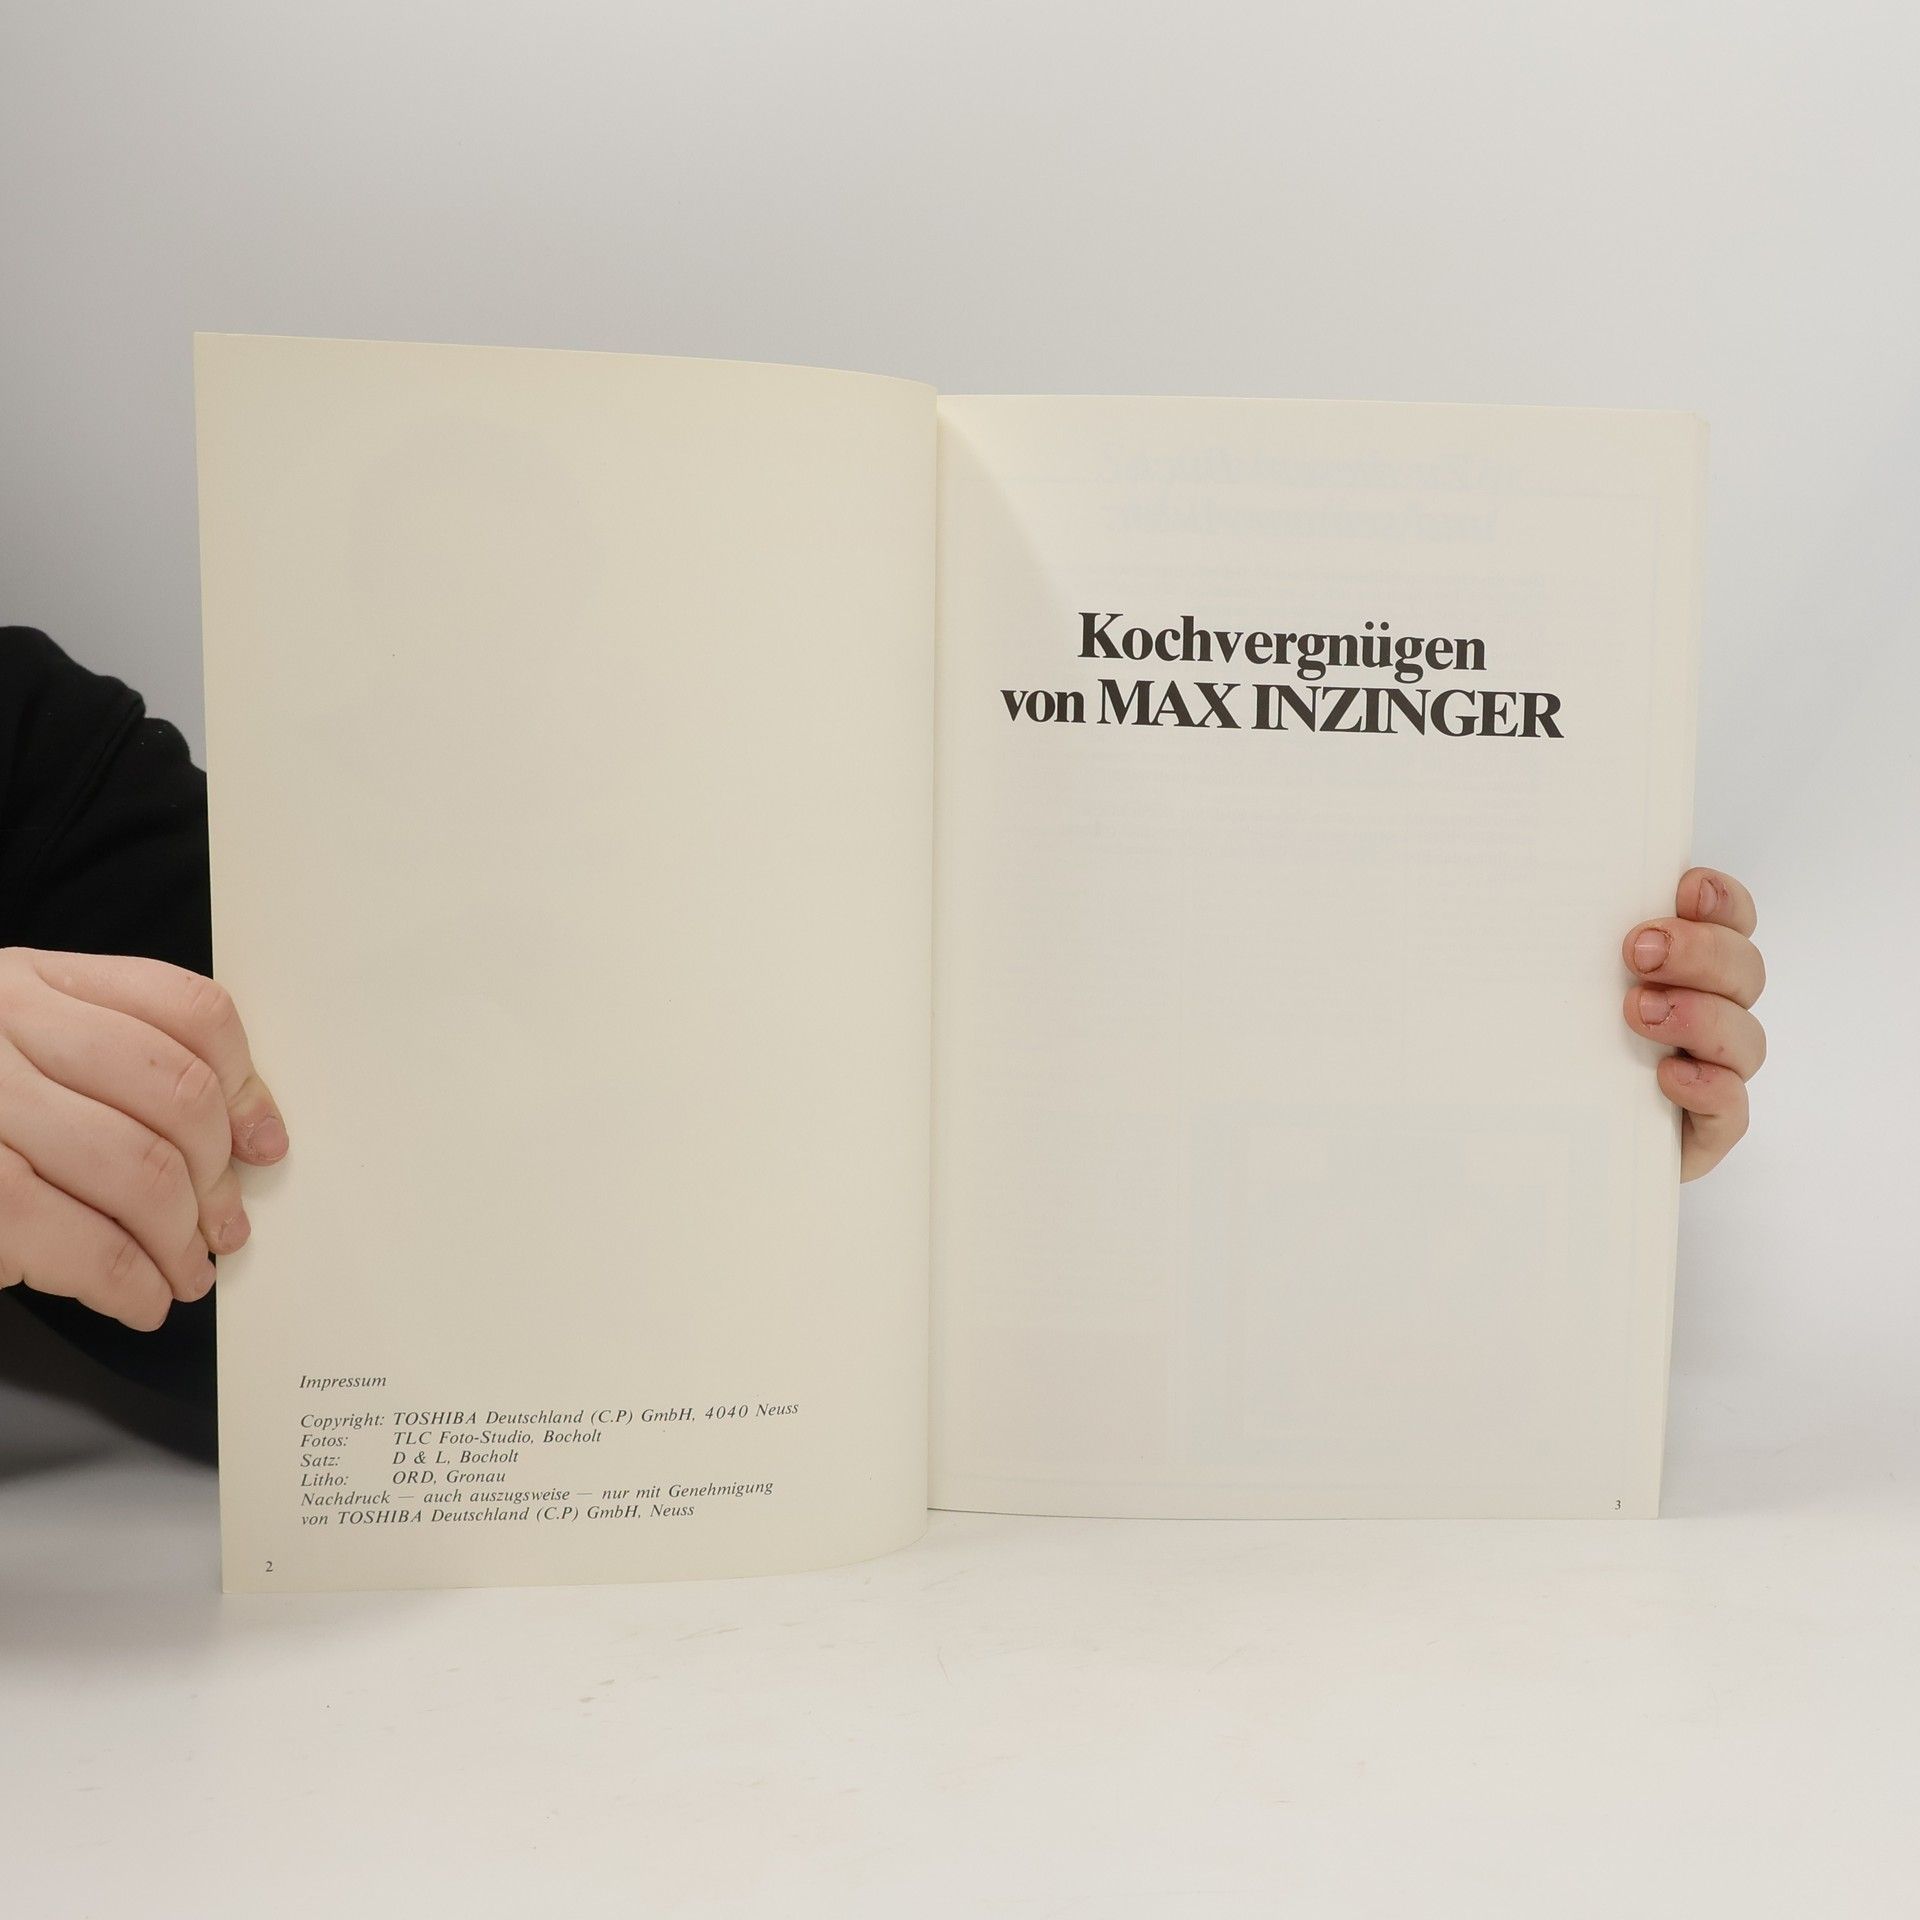 Impressum
Copyright: TOSHIBA Deutschland (C.P) GmbH, 4040 Neuss
Fotos: TLC Foto-Studio, Bocholt
Satz: D & L, Bocholt
Litho: ORD, Gronau
Nachdruck — auch auszugsweise — nur mit Genehmigung
von TOSHIBA Deutschland (C.P) GmbH, Neuss
2
Kochvergnügen
von MAX INZINGER
3